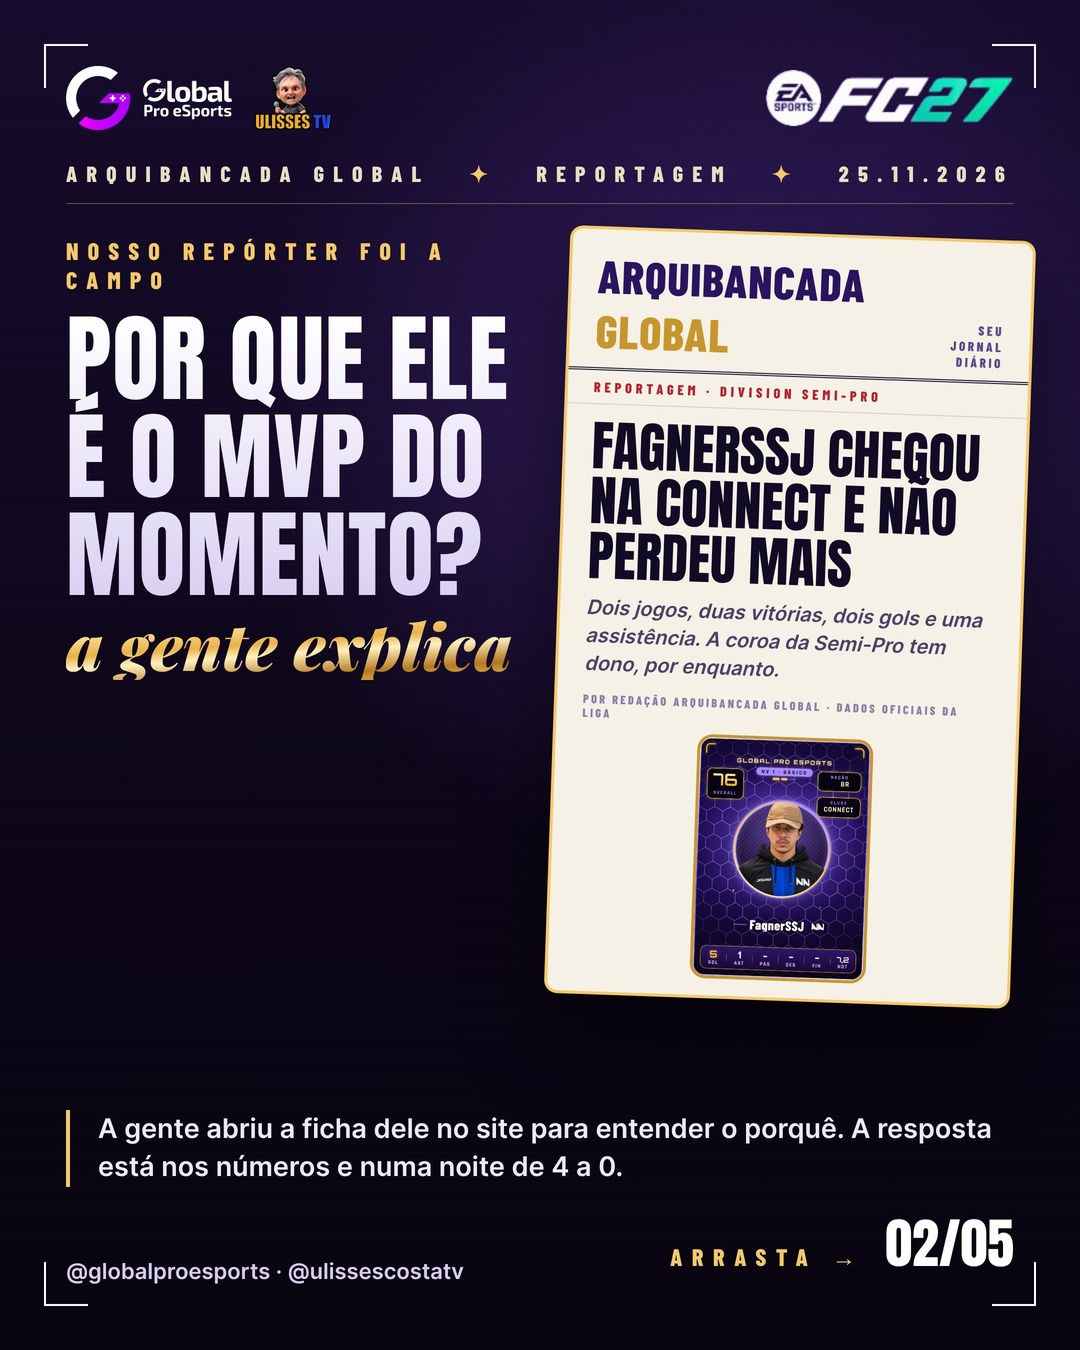 Global
Pro eSports
ULISSES TV
EA
SPORTS
FC27
ARQUIBANCADA GLOBAL ✦ REPORTAGEM ✦ 25.11.2026
NOSSO REPÓRTER FOI A
CAMPO
POR QUE ELE
É O MVP DO
MOMENTO?
a gente explica
ARQUIBANCADA
GLOBAL
SEU
JORNAL
DIÁRIO
REPORTAGEM · DIVISION SEMI-PRO
FAGNERSSJ CHEGOU
NA CONNECT E NÃO
PERDEU MAIS
Dois jogos, duas vitórias, dois gols e uma
assistência. A coroa da Semi-Pro tem
dono, por enquanto.
POR REDAÇÃO ARQUIBANCADA GLOBAL · DADOS OFICIAIS DA
LIGA
GLOBAL PRO ESPORTS
76
OVERALL
NV 1 · BÁSICO
NAÇÃO
BR
CLUBE
CONNECT
FagnerSSJ
5 1 - - - 7,2
GOL AST PAS DES FIN NOT
A gente abriu a ficha dele no site para entender o porquê. A resposta
está nos números e numa noite de 4 a 0.
@globalproesports · @ulissescostatv
ARRASTA →
02/05